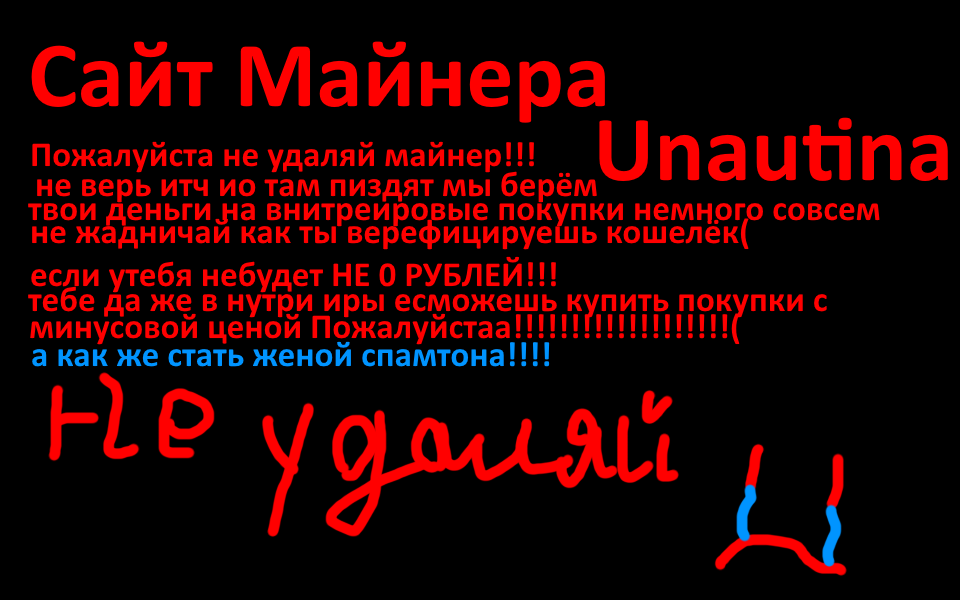 Сайт Майнера
Unautina
Пожалуйста не удаляй майнер!!!
не верь итч ио там пиздят мы берём
твои деньги на внитреировые покупки немного совсем
не жадничай как ты верефицируешь кошелёк(
если утебя небудет НЕ 0 РУБЛЕЙ!!!
тебе да же в нутри иры есможешь купить покупки с
минусовой ценой Пожалуйстаа!!!!!!!!!!!!!!!!!!!!(
а как же стать женой спамтона!!!!
не удаляй